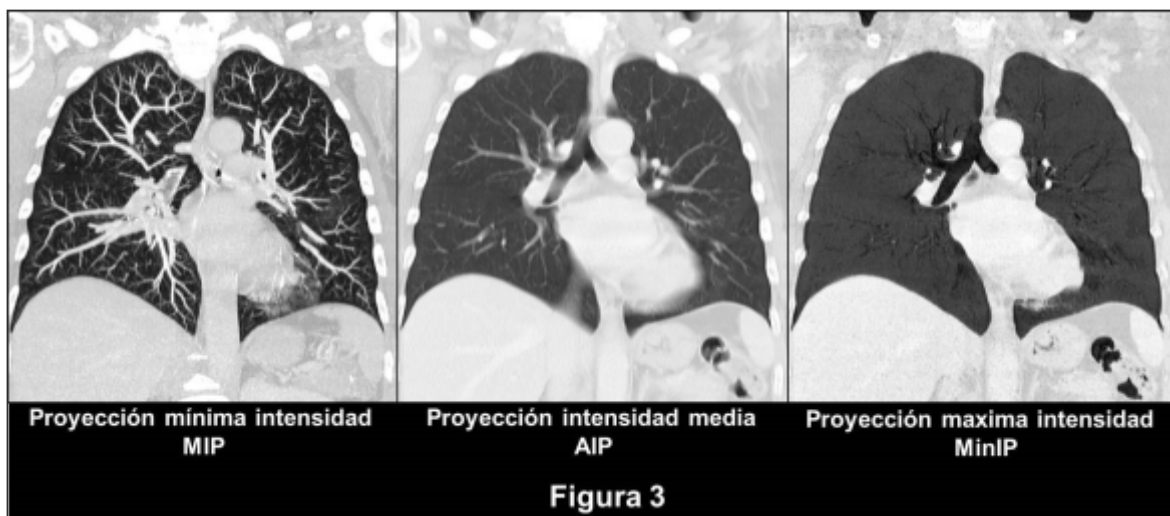 Proyección mínima intensidad
MIP
Proyección intensidad media
AIP
Proyección maxima intensidad
MinIP
Figura 3